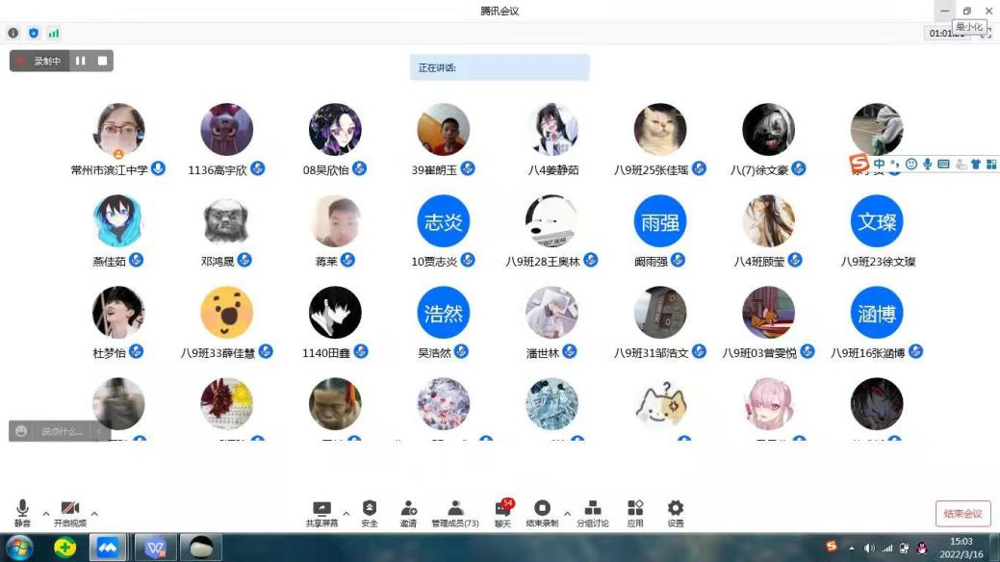 腾讯会议
最小化
录制中
正在讲话:
常州市滨江中学
1136高宇欣
08吴欣怡
39崔朗玉
八4姜静茹
八9班25张佳瑶
八(7)徐文豪
中
燕佳茹
邓鸿晟
蒋莱
志炎
10贾志炎
ROBOT BEAR
八9班28王奥林
雨强
阚雨强
八4班顾莹
文璨
八9班23徐文璨
杜梦怡
八9班33薛佳慧
1140田鑫
浩然
吴浩然
潘世林
八9班31邹浩文
八9班03曾雯悦
涵博
八9班16张涵博
说点什么...
静音
开启视频
共享屏幕
安全
邀请
管理成员(73)
54
聊天
结束录制
分组讨论
应用
设置
结束会议
15:03
2022/3/16